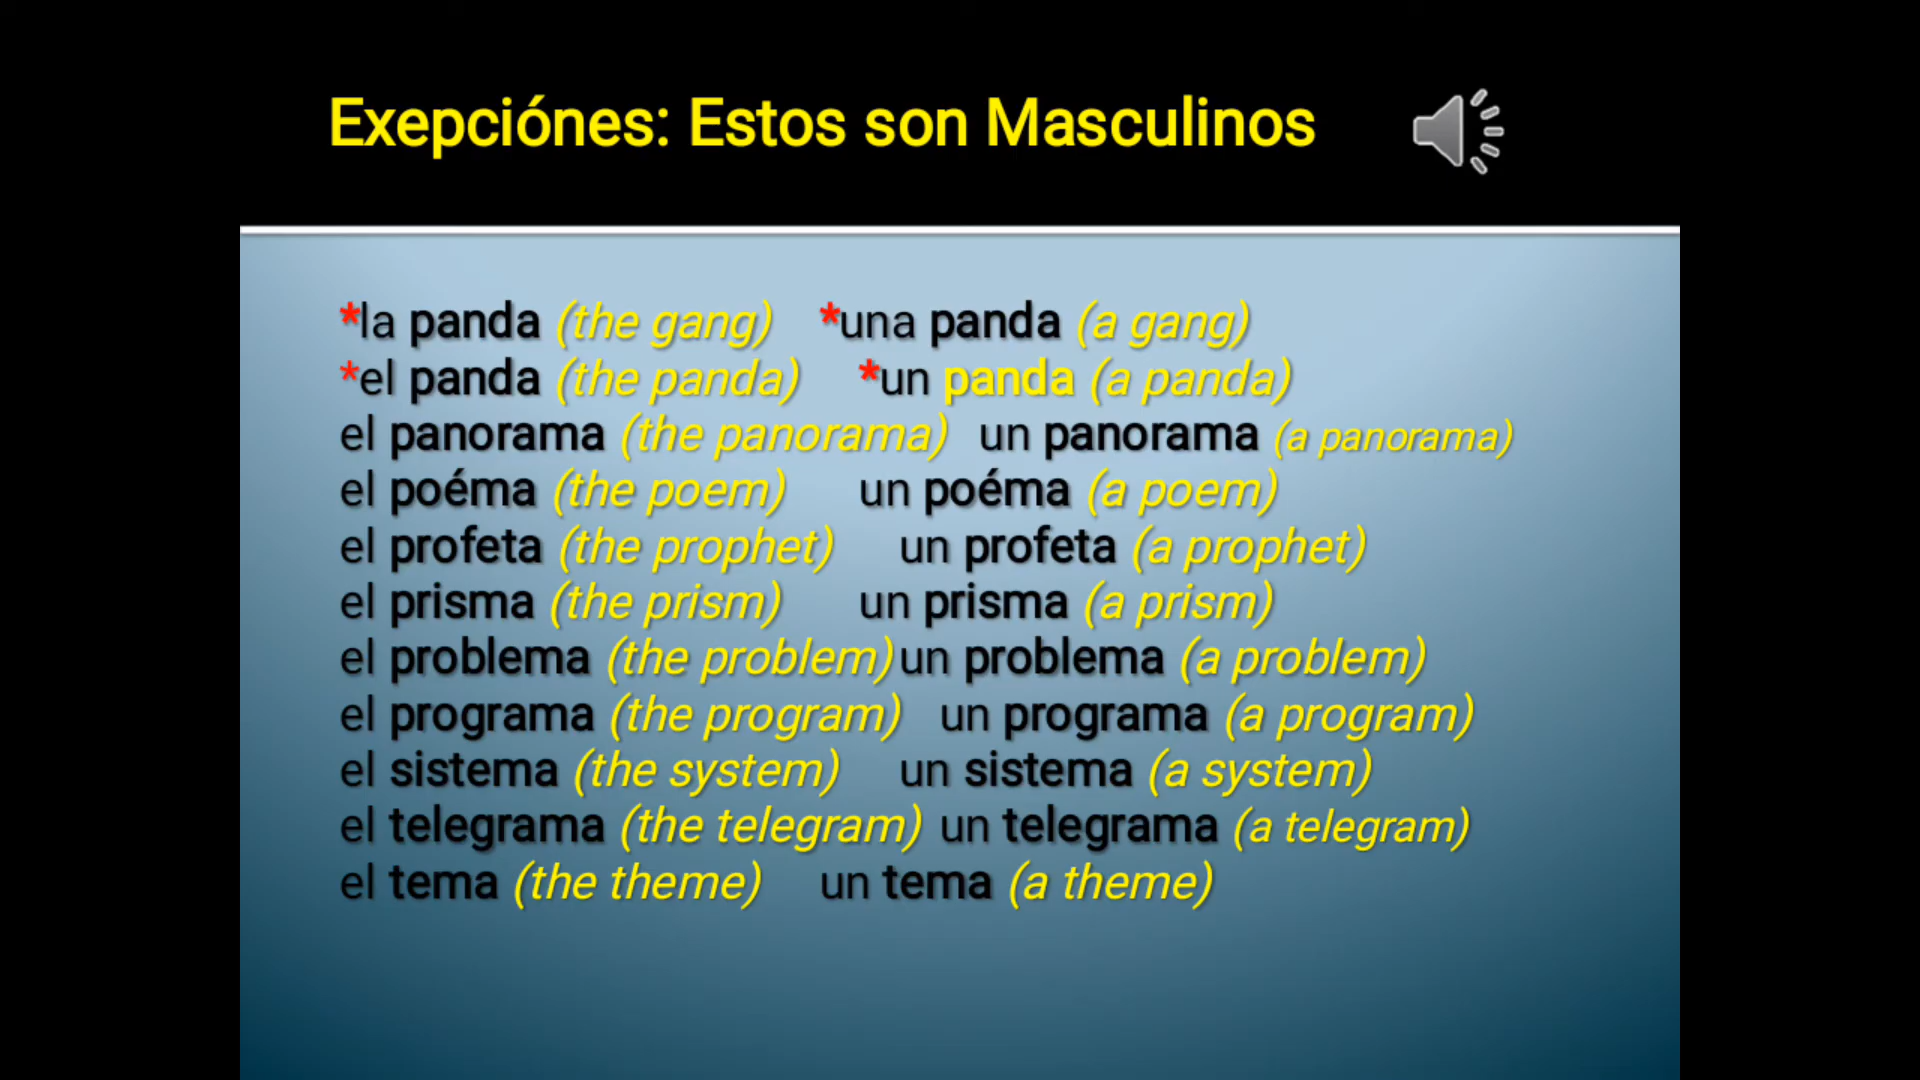 Exepciónes: Estos son Masculinos
*la panda (the gang) *una panda (a gang)
*el panda (the panda) *un panda (a panda)
el panorama (the panorama) un panorama (a panorama)
el poéma (the poem) un poéma (a poem)
el profeta (the prophet) un profeta (a prophet)
el prisma (the prism) un prisma (a prism)
el problema (the problem) un problema (a problem)
el programa (the program) un programa (a program)
el sistema (the system) un sistema (a system)
el telegrama (the telegram) un telegrama (a telegram)
el tema (the theme) un tema (a theme)